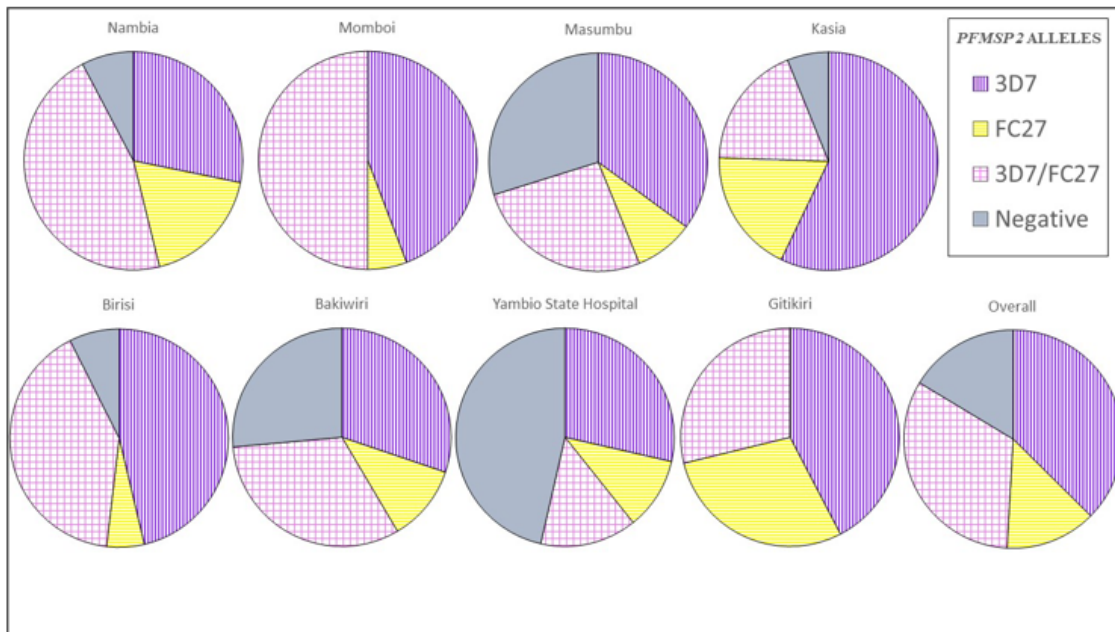 Nambia
Momboi
Masumbu
Kasia
PFMSP2 ALLELES
3D7
FC27
3D7/FC27
Negative
Birisi
Bakiwiri
Yambio State Hospital
Gitikiri
Overall